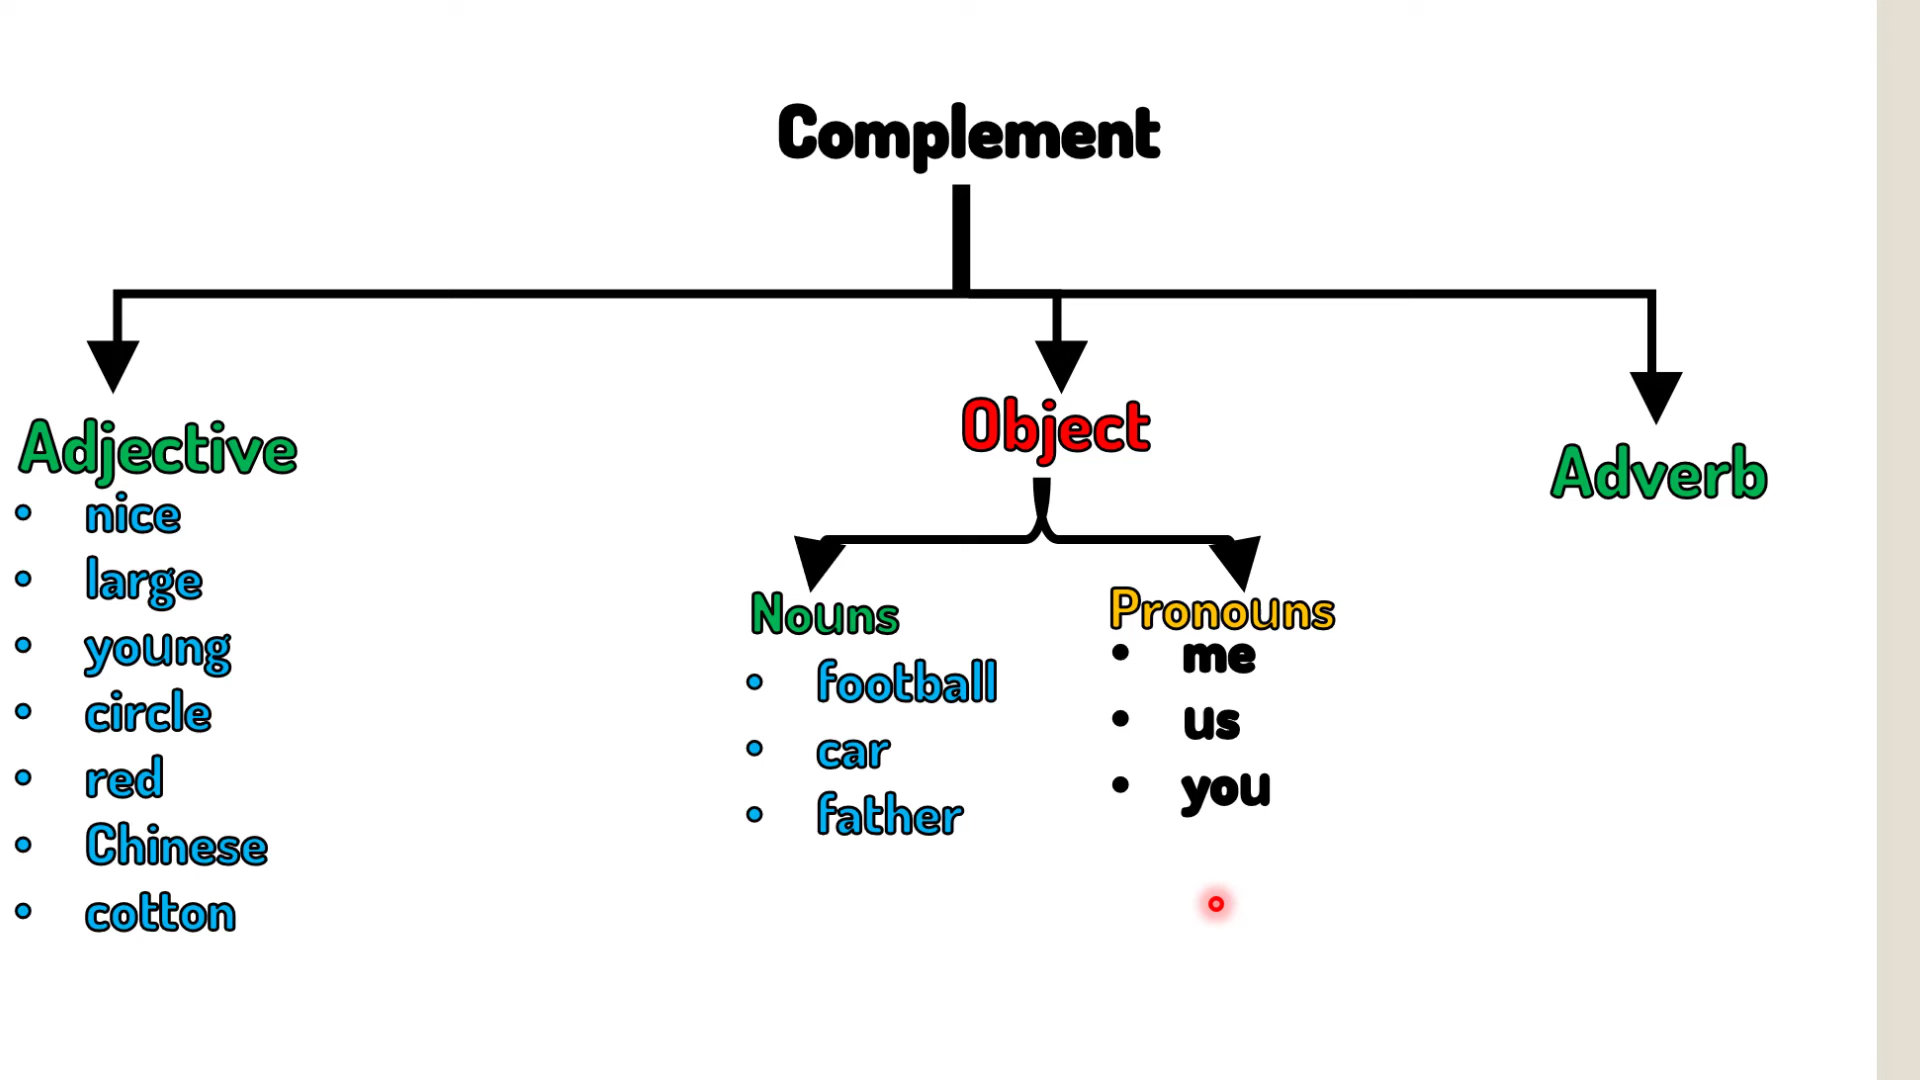 Complement
Adjective
• nice
• large
• young
• circle
• red
• Chinese
• cotton
Object
Nouns
• football
• car
• father
Pronouns
• me
• us
• you
Adverb